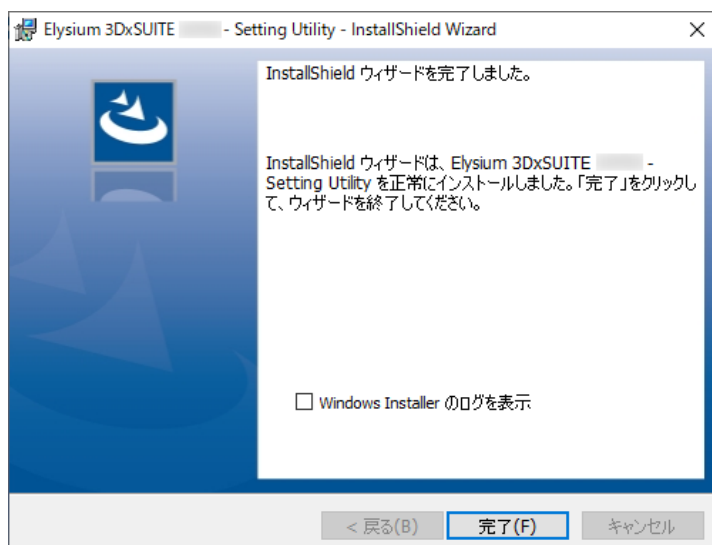 Elysium 3DxSUITE - Setting Utility - InstallShield Wizard
InstallShield ウィザードを完了しました。
InstallShield ウィザードは、Elysium 3DxSUITE -
Setting Utility を正常にインストールしました。「完了」をクリックし
て、ウィザードを終了してください。
Windows Installer のログを表示
< 戻る(B)
完了(F)
キャンセル